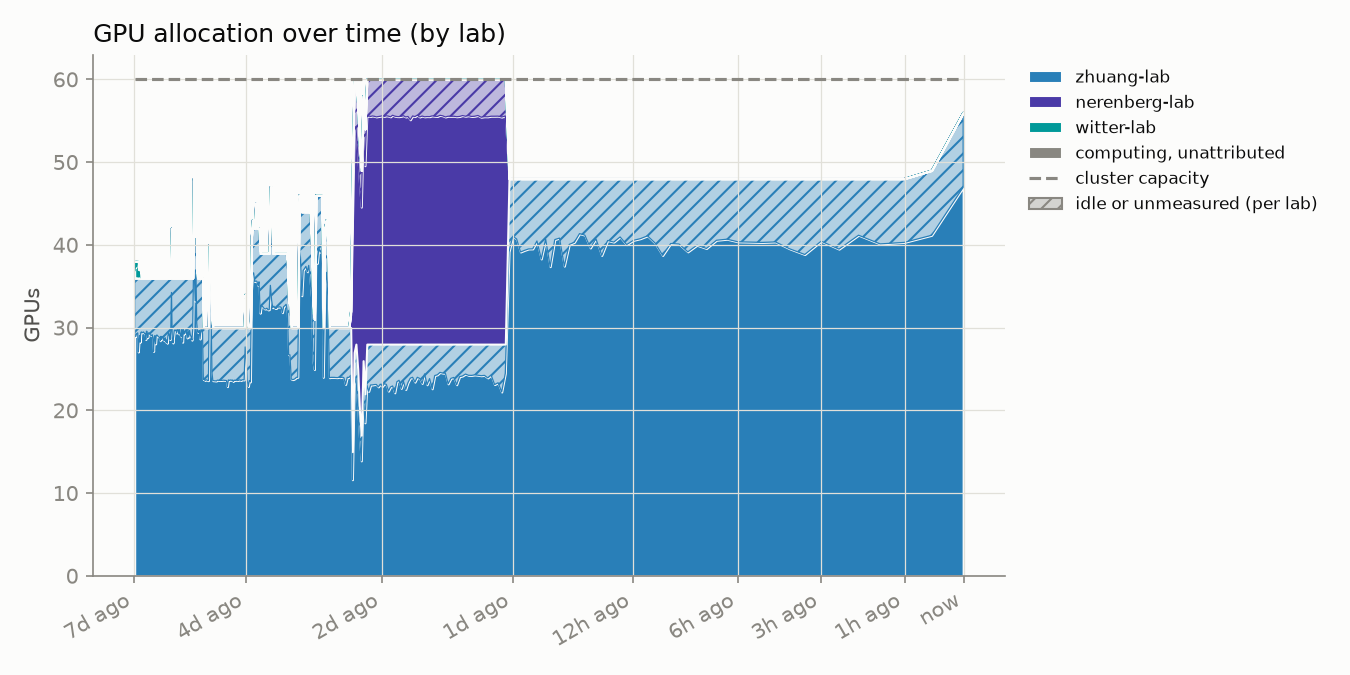 GPU allocation over time (by lab)
GPUs
60
50
40
30
20
10
0
7d ago
4d ago
2d ago
1d ago
12h ago
6h ago
3h ago
1h ago
now
zhuang-lab
nerenberg-lab
witter-lab
computing, unattributed
cluster capacity
idle or unmeasured (per lab)